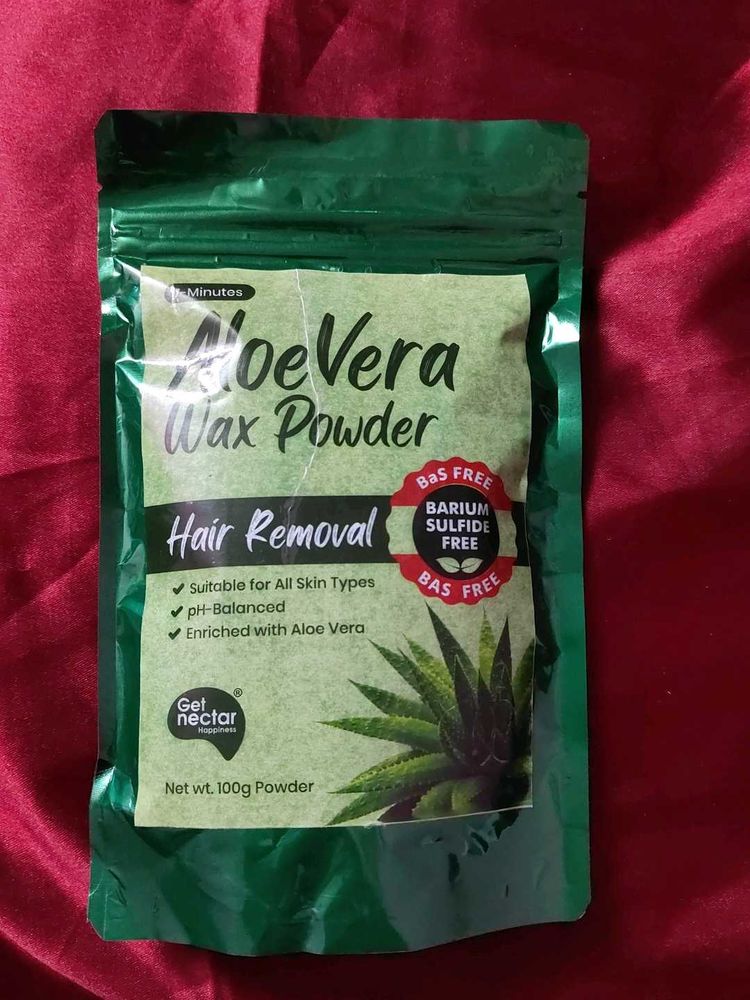 -Minutes
AloeVera
Wax Powder
Hair Removal
BaS FREE
BARIUM
SULFIDE
FREE
BAS FREE
✔ Suitable for All Skin Types
✔ pH-Balanced
✔ Enriched with Aloe Vera
Get ®
nectar
Happiness
Net wt. 100g Powder